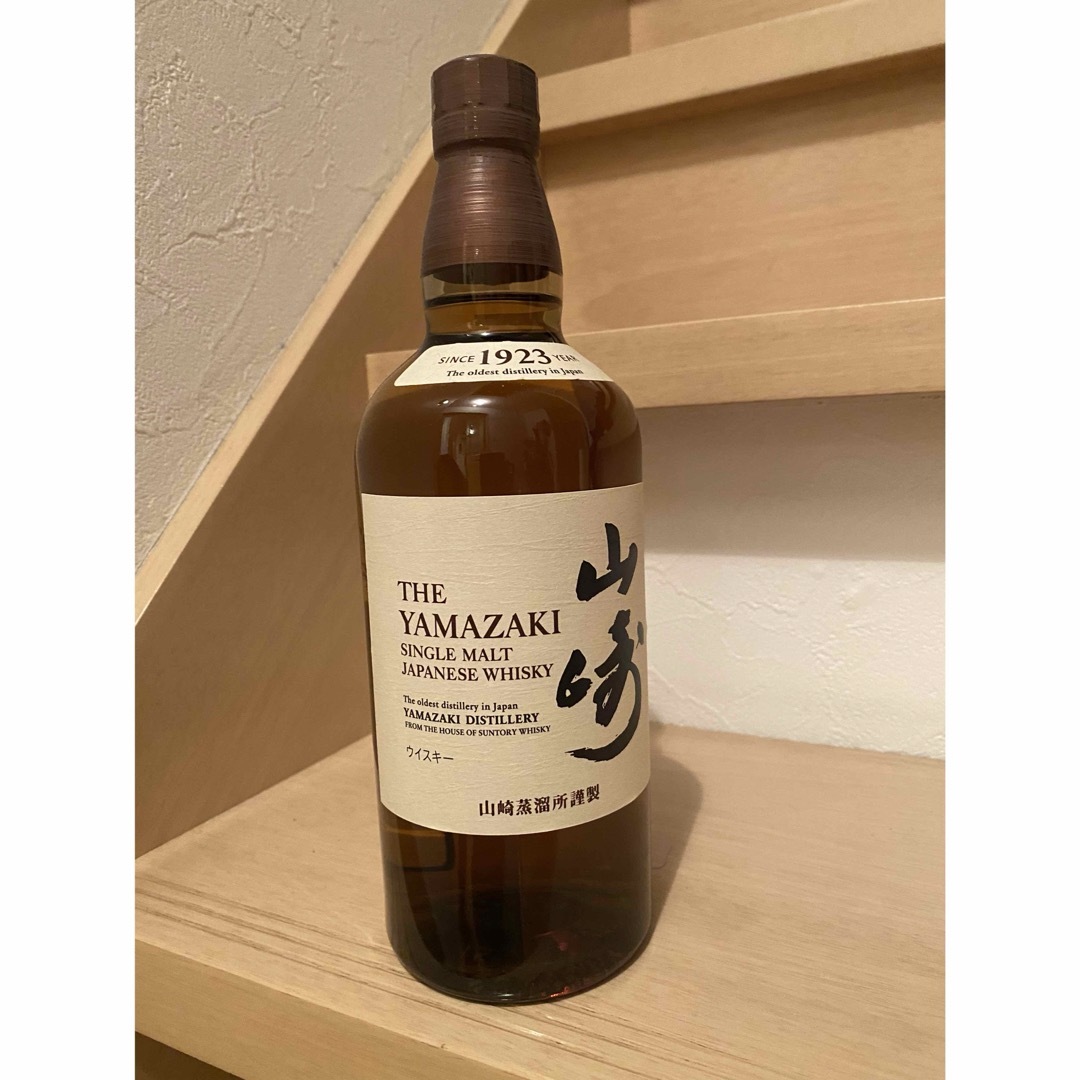 SINCE 1923 YEAR
The oldest distillery in Japan
THE
YAMAZAKI
SINGLE MALT
JAPANESE WHISKY
The oldest distillery in Japan
YAMAZAKI DISTILLERY
FROM THE HOUSE OF SUNTORY WHISKY
ウイスキー
山崎
山崎蒸溜所謹製